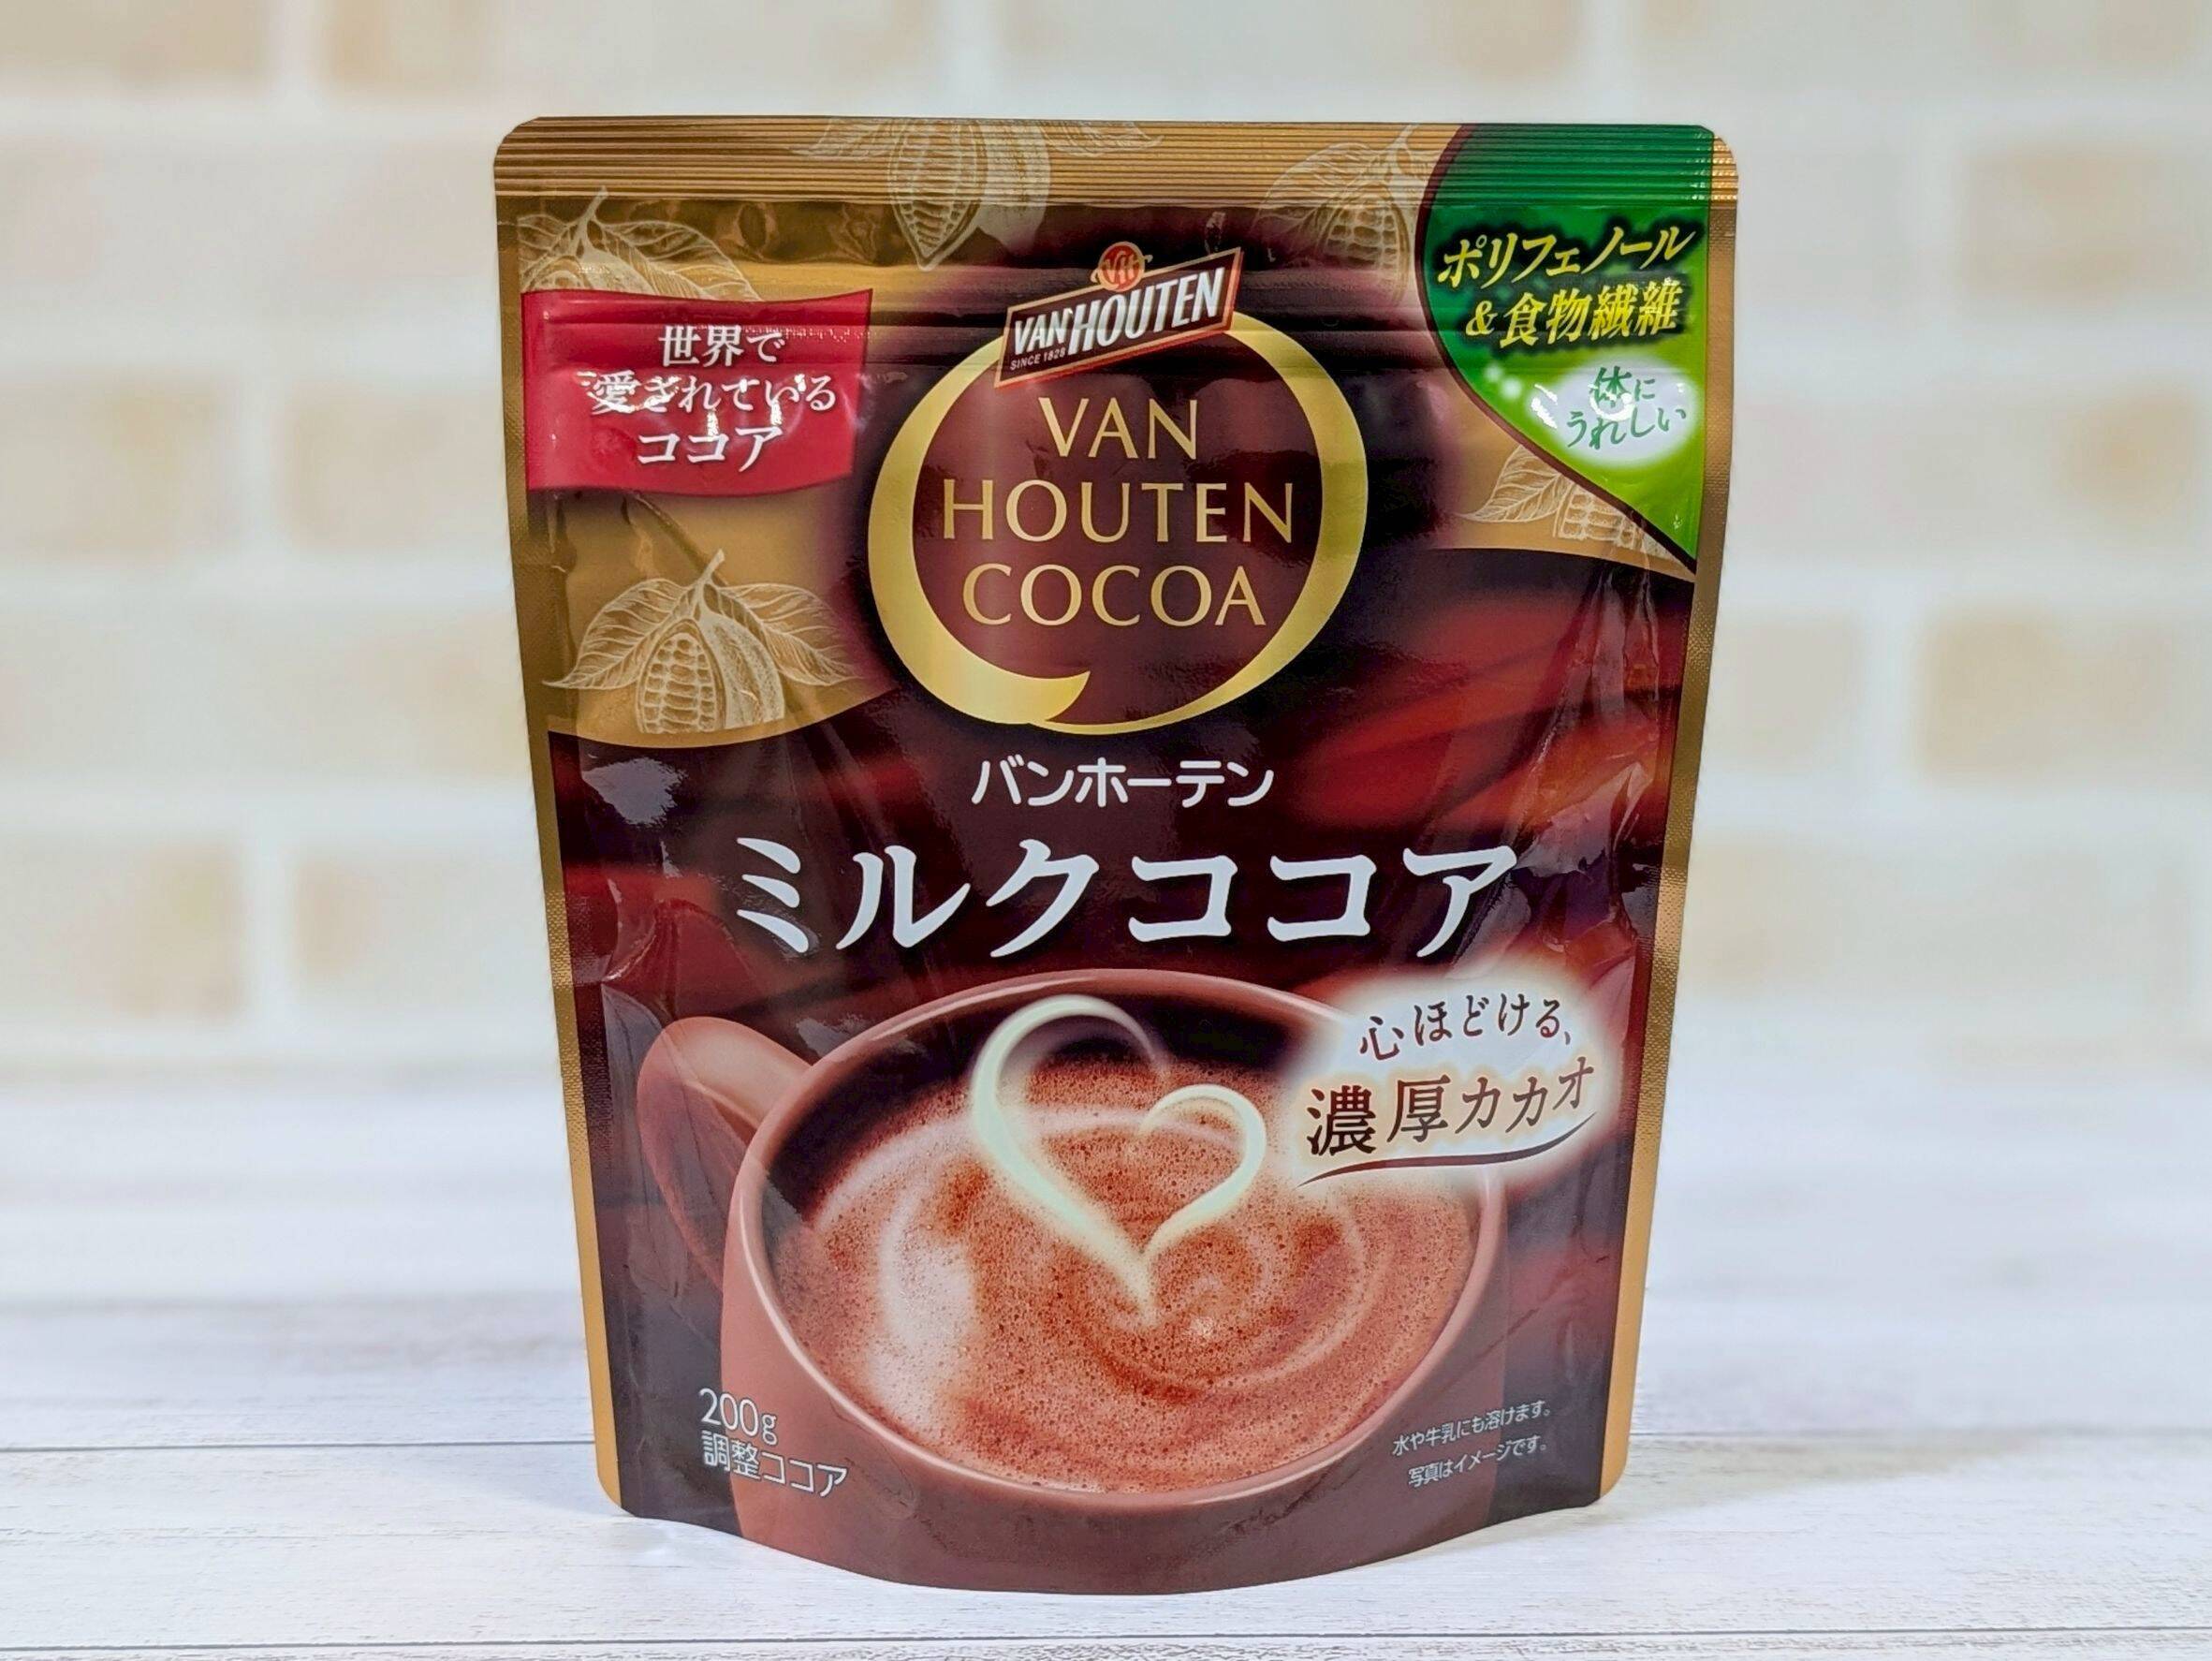 世界で
愛されている
ココア
VAN HOUTEN
SINCE 1828
VAN
HOUTEN
COCOA
ポリフェノール
&食物繊維
体に
うれしい
バンホーテン
ミルクココア
心ほどける、
濃厚カカオ
200g
調整ココア
水や牛乳にも溶けます。
写真はイメージです。